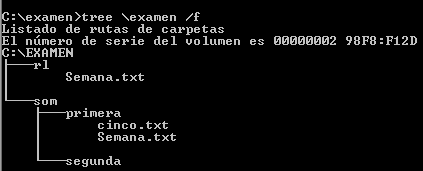 C:\examen>tree \examen /f
Listado de rutas de carpetas
El número de serie del volumen es 00000002 98F8:F12D
C:\EXAMEN
├───rl
│       Semana.txt
│
└───som
    ├───primera
    │       cinco.txt
    │       Semana.txt
    │
    └───segunda